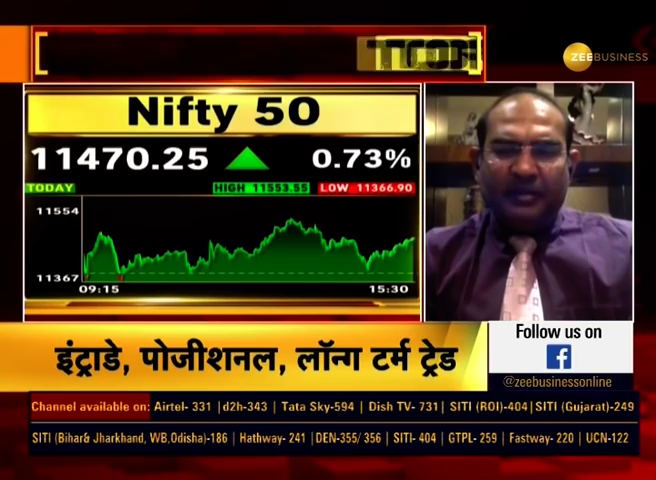 ZEEBUSINESS
Nifty 50
11470.25 0.73%
TODAY HIGH 11553.55 LOW 11366.90
11554
11367
09:15 15:30
इंट्राडे, पोजीशनल, लॉन्ग टर्म ट्रेड
Follow us on
@zeebusinessonline
Channel available on: Airtel- 331 |d2h-343 | Tata Sky-594 | Dish TV- 731| SITI (ROI)-404|SITI (Gujarat)-249
SITI (Bihar& Jharkhand, WB,Odisha)-186 | Hathway- 241 |DEN-355/ 356 | SITI- 404 | GTPL- 259 | Fastway- 220 | UCN-122